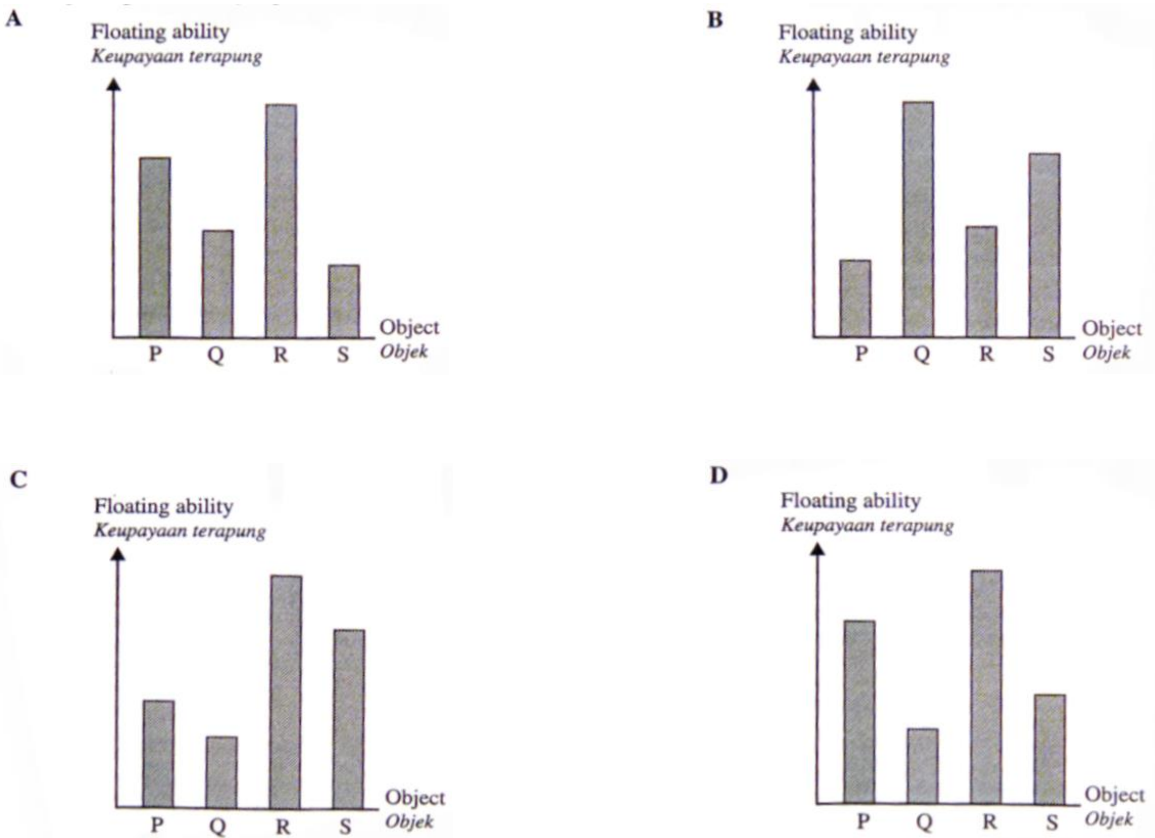 A
Floating ability
Keupayaan terapung
Object
P Q R S Objek
B
Floating ability
Keupayaan terapung
Object
P Q R S Objek
C
Floating ability
Keupayaan terapung
Object
P Q R S Objek
D
Floating ability
Keupayaan terapung
Object
P Q R S Objek